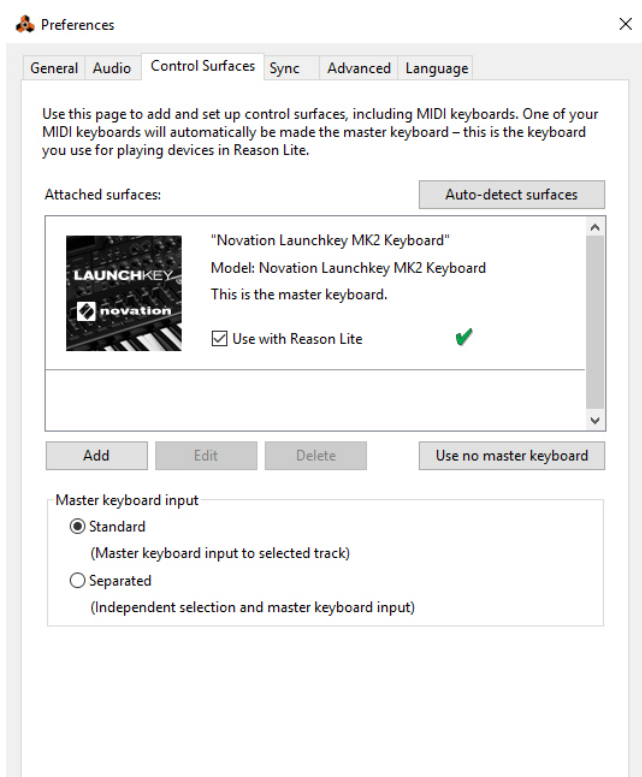 Preferences
General Audio Control Surfaces Sync Advanced Language
Use this page to add and set up control surfaces, including MIDI keyboards. One of your
MIDI keyboards will automatically be made the master keyboard – this is the keyboard
you use for playing devices in Reason Lite.
Attached surfaces:
Auto-detect surfaces
LAUNCHKEY
novation
"Novation Launchkey MK2 Keyboard"
Model: Novation Launchkey MK2 Keyboard
This is the master keyboard.
Use with Reason Lite
Add Edit Delete Use no master keyboard
Master keyboard input
Standard
(Master keyboard input to selected track)
Separated
(Independent selection and master keyboard input)